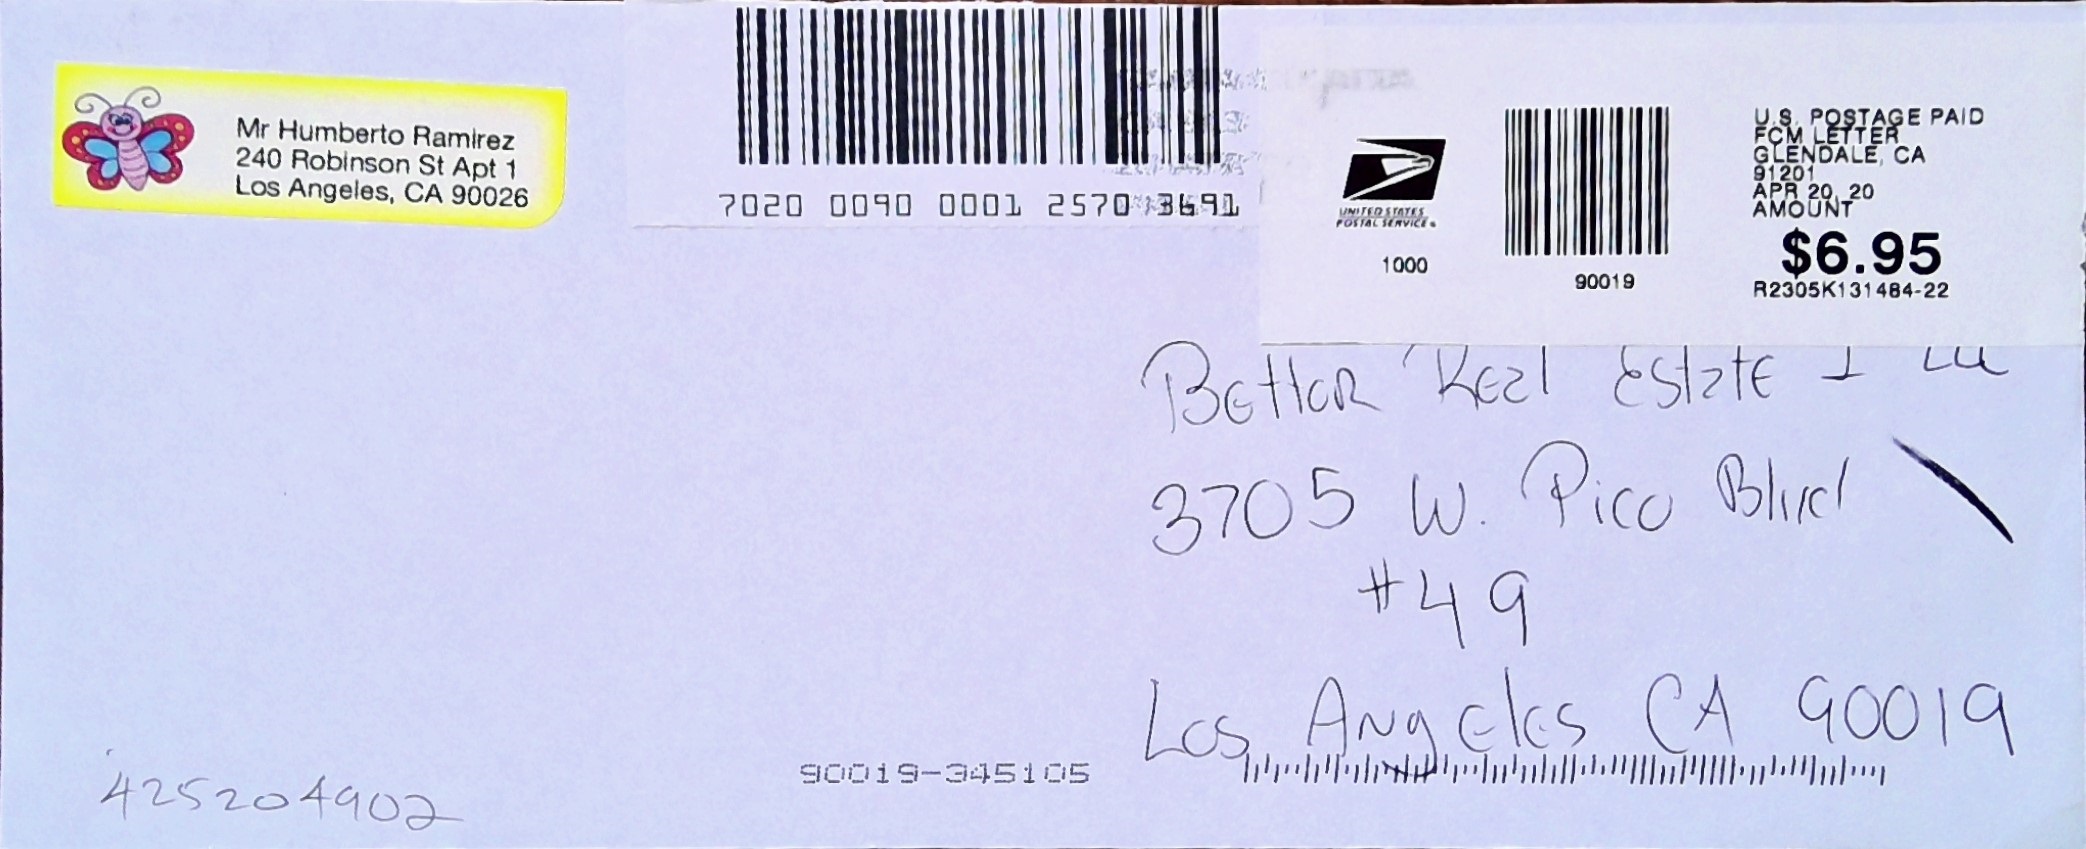 Mr Humberto Ramirez
240 Robinson St Apt 1
Los Angeles, CA 90026
7020 0090 0001 2570 3691
UNITED STATES
POSTAL SERVICE
1000
90019
U.S. POSTAGE PAID
FCM LETTER
GLENDALE, CA
91201
APR 20, 20
AMOUNT
$6.95
R2305K131484-22
Better Real Estate I
3705 W. Pico Blvd
#49
Los Angeles CA 90019
90019-345105
425204902